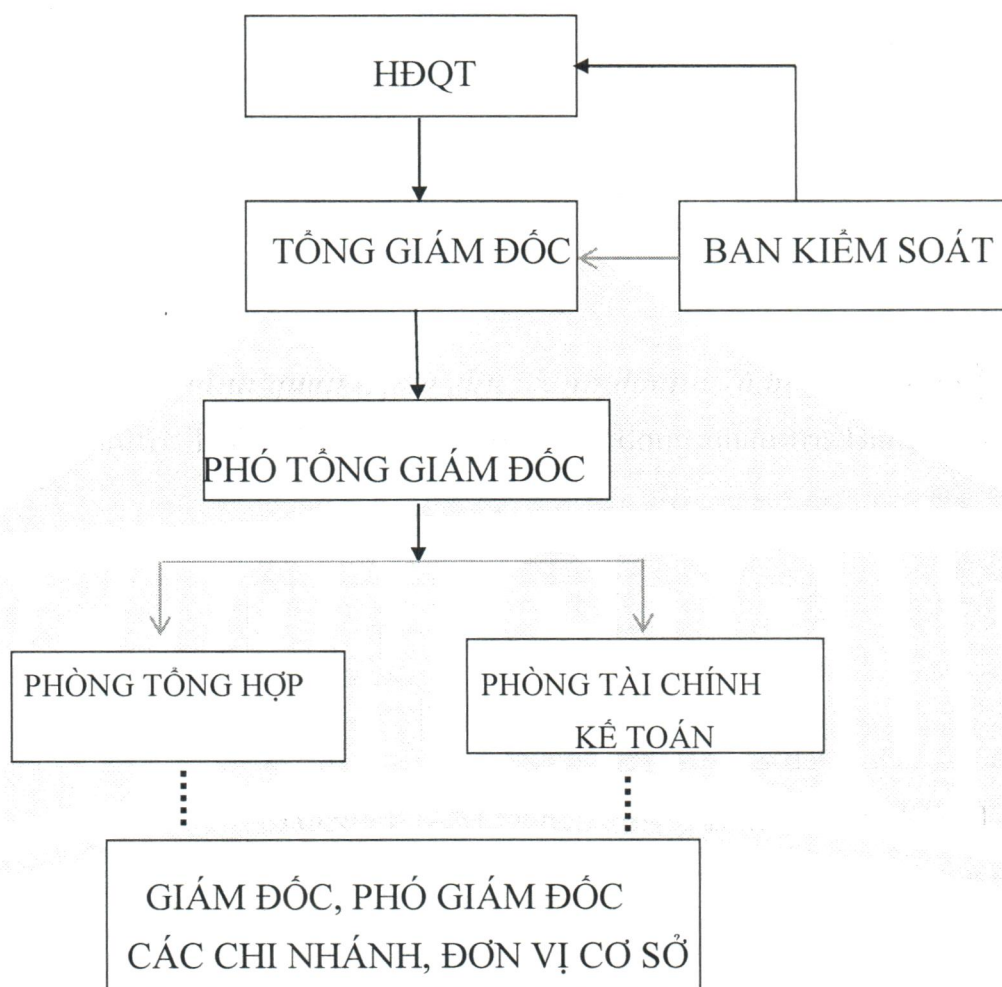 HĐQT
TỔNG GIÁM ĐỐC
BAN KIỂM SOÁT
PHÓ TỔNG GIÁM ĐỐC
PHÒNG TỔNG HỢP
PHÒNG TÀI CHÍNH
KẾ TOÁN
GIÁM ĐỐC, PHÓ GIÁM ĐỐC
CÁC CHI NHÁNH, ĐƠN VỊ CƠ SỞ